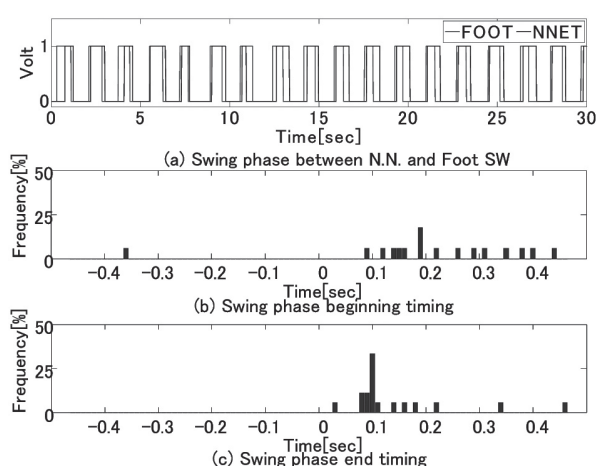 —FOOT—NNET
Volt
1
0
0 5 10 15 20 25 30
Time[sec]
(a) Swing phase between N.N. and Foot SW
Frequency[%]
50
25
0
−0.4 −0.3 −0.2 −0.1 0 0.1 0.2 0.3 0.4
Time[sec]
(b) Swing phase beginning timing
Frequency[%]
50
25
0
−0.4 −0.3 −0.2 −0.1 0 0.1 0.2 0.3 0.4
Time[sec]
(c) Swing phase end timing